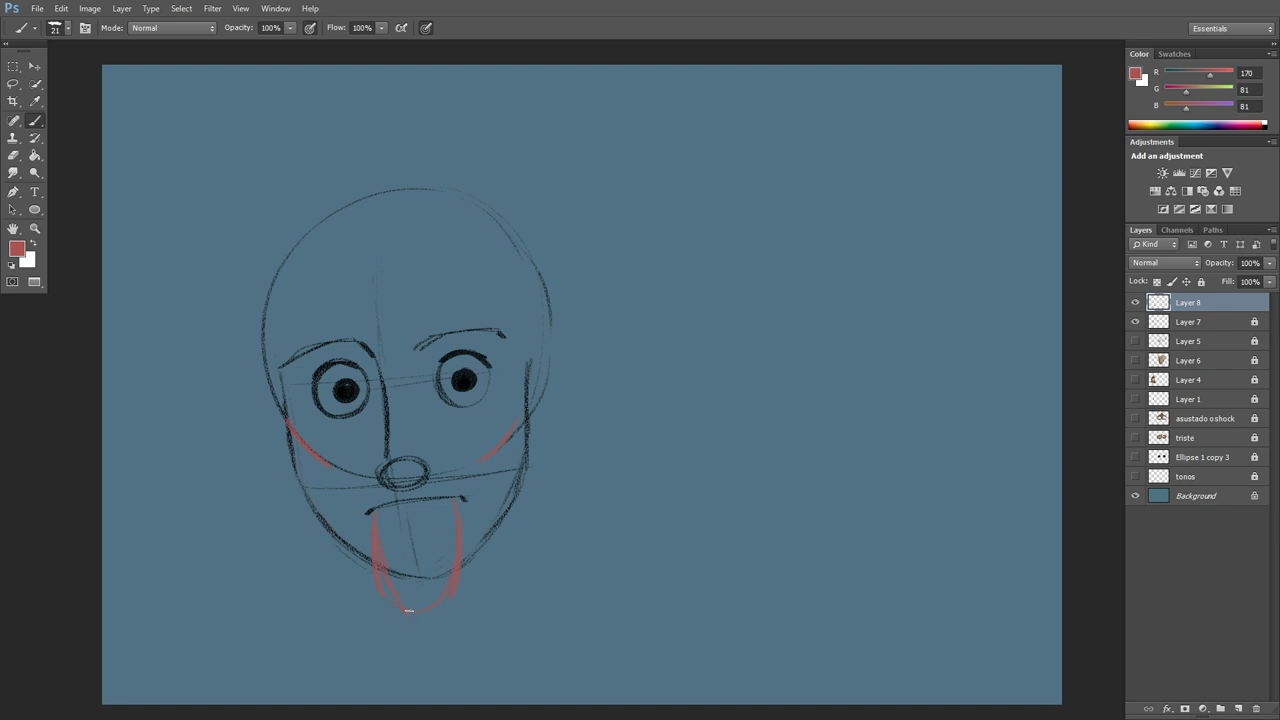 Ps File Edit Image Layer Type Select Filter View Window Help
21 Mode: Normal Opacity: 100% Flow: 100% Essentials
Color Swatches
R 170
G 81
B 81
Adjustments
Add an adjustment
Layers Channels Paths
Kind
Normal Opacity: 100%
Lock: Fill: 100%
Layer 8
Layer 7
Layer 5
Layer 6
Layer 4
Layer 1
asustado o shock
triste
Ellipse 1 copy 3
tonos
Background
fx